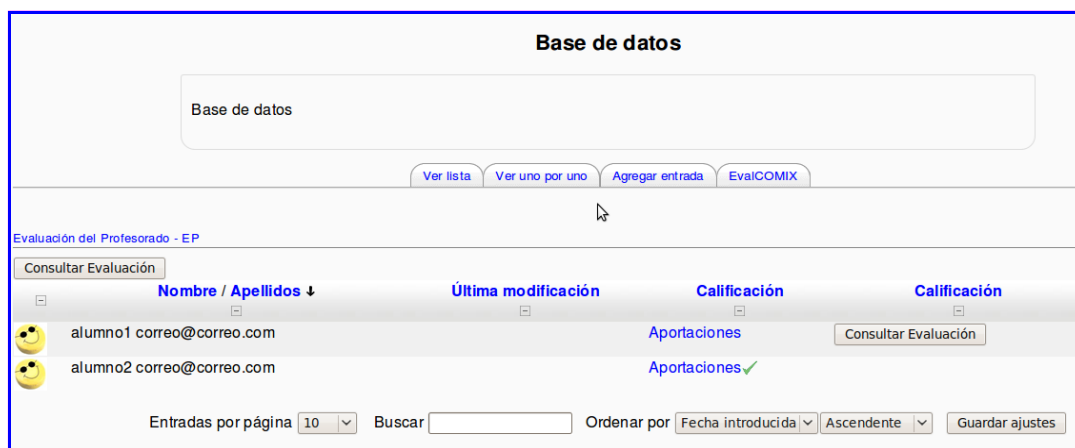 Base de datos
Base de datos
Ver lista Ver uno por uno Agregar entrada EvalCOMIX
Evaluación del Profesorado - EP
Consultar Evaluación
Nombre / Apellidos ↓ Última modificación Calificación Calificación
alumno1 correo@correo.com Aportaciones Consultar Evaluación
alumno2 correo@correo.com Aportaciones
Entradas por página 10 Buscar Ordenar por Fecha introducida Ascendente Guardar ajustes